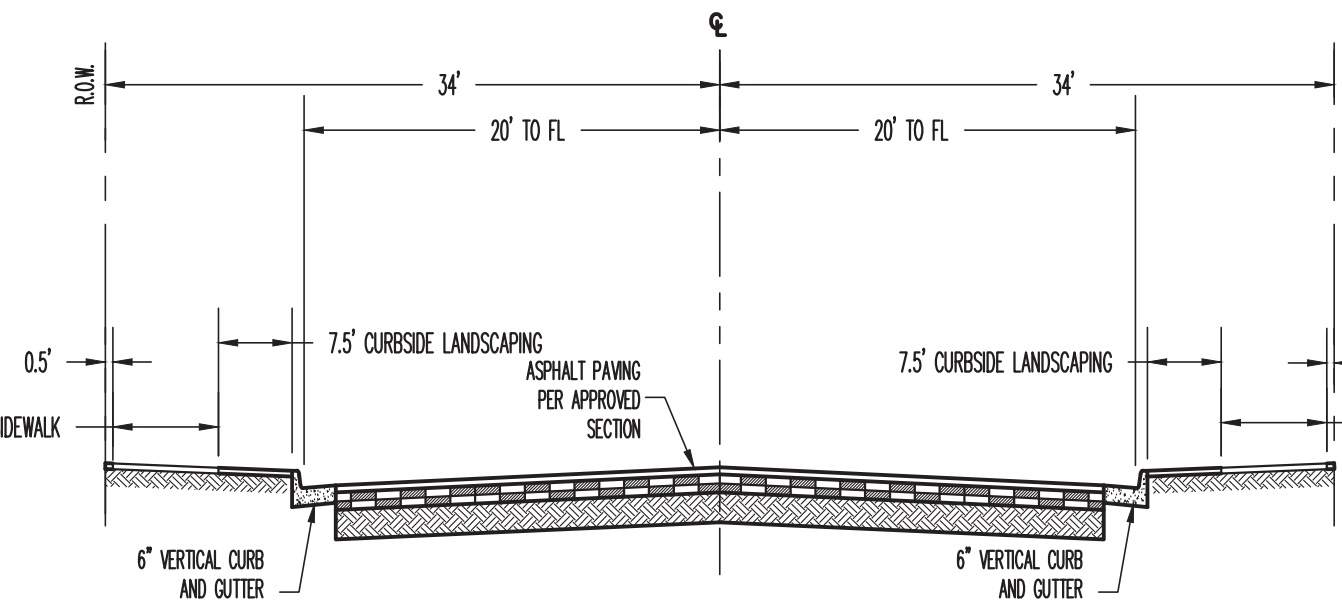 ℄
R.O.W.
34'
34'
20' TO FL
20' TO FL
0.5'
7.5' CURBSIDE LANDSCAPING
7.5' CURBSIDE LANDSCAPING
ASPHALT PAVING
PER APPROVED
SECTION
IDEWALK
6" VERTICAL CURB
AND GUTTER
6" VERTICAL CURB
AND GUTTER